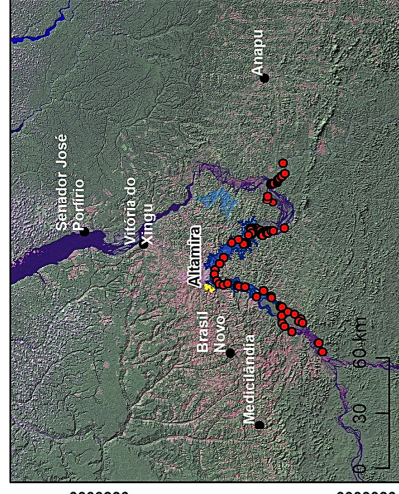 Senador José
Porfírio
Vitória do
Xingu
Anapu
Altamira
Brasil
Novo
Medicilândia
0 30 60 km